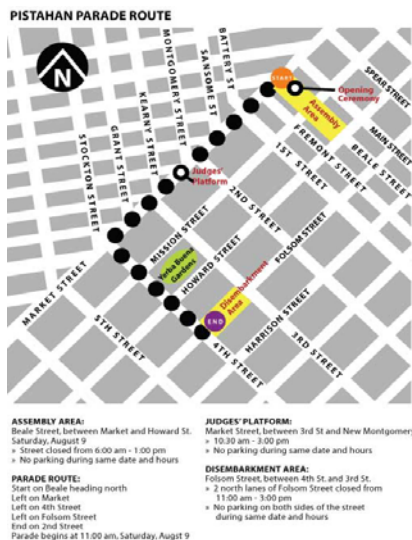 PISTAHAN PARADE ROUTE
N
BATTERY ST
SANSOME ST
MONTGOMERY STREET
KEARNY STREET
GRANT STREET
STOCKTON STREET
START
Opening
Ceremony
SPEAR STREET
Assembly
Area
MAIN STREET
BEALE STREET
FREMONT STREET
1ST STREET
Judges'
Platform
2ND STREET
MISSION STREET
Yerba Buena
Gardens
HOWARD STREET
FOLSOM STREET
Disembarkment
Area
END
MARKET STREET
5TH STREET
4TH STREET
HARRISON STREET
3RD STREEY
ASSEMBLY AREA:
Beale Street, between Market and Howard St.
Saturday, August 9
» Street closed from 6:00 am - 1:00 pm
» No parking during same date and hours
PARADE ROUTE:
Start on Beale heading north
Left on Market
Left on 4th Street
Left on Folsom Street
End on 2nd Street
Parade begins at 11:00 am, Saturday, Augst 9
JUDGES' PLATFORM:
Market Street, between 3rd St and New Montgomery
» 10:30 am - 3:00 pm
» No parking during same date and hours
DISEMBARKMENT AREA:
Folsom Street, between 4th St. and 3rd St.
» 2 north lanes of Folsom Street closed from
11:00 am - 3:00 pm
» No parking on both sides of the street
during same date and hours